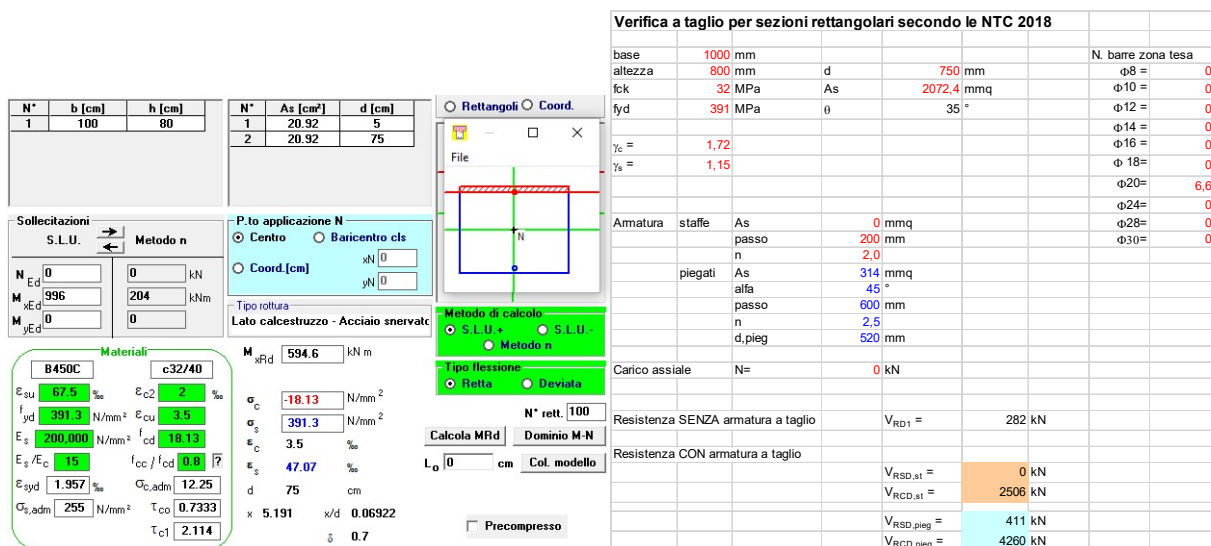 N° b [cm] h [cm]
1 100 80
N° As [cm²] d [cm]
1 20.92 5
2 20.92 75
Rettangoli Coord.
File
N
Sollecitazioni
S.L.U. Metodo n
N Ed 0 0 kN
M xEd 996 204 kNm
M yEd 0 0
P.to applicazione N
Centro Baricentro cls
Coord.[cm] xN 0
yN 0
Tipo rottura
Lato calcestruzzo - Acciaio snervato
Metodo di calcolo
S.L.U.+ S.L.U.-
Metodo n
Tipo flessione
Retta Deviata
Materiali
B450C c32/40
εsu 67.5 ‰ εc2 2 ‰
fyd 391.3 N/mm² εcu 3.5
Es 200,000 N/mm² fcd 18.13
Es/Ec 15 fcc / fcd 0.8 ?
εsyd 1.957 ‰ σc,adm 12.25
σs,adm 255 N/mm² τco 0.7333
τc1 2.114
M xRd 594.6 kN m
σc -18.13 N/mm²
σs 391.3 N/mm²
εc 3.5 ‰
εs 47.07 ‰
d 75 cm
x 5.191 x/d 0.06922
δ 0.7
N° rett. 100
Calcola MRd Dominio M-N
L₀ 0 cm Col. modello
Precompresso
Verifica a taglio per sezioni rettangolari secondo le NTC 2018
base 1000 mm N. barre zona tesa
altezza 800 mm d 750 mm Φ8 = 0
fck 32 MPa As 2072,4 mmq Φ10 = 0
fyd 391 MPa θ 35 ° Φ12 = 0
Φ14 = 0
γc = 1,72 Φ16 = 0
γs = 1,15 Φ 18= 0
Φ20= 6,6
Φ24= 0
Armatura staffe As 0 mmq Φ28= 0
passo 200 mm Φ30= 0
n 2,0
piegati As 314 mmq
alfa 45 °
passo 600 mm
n 2,5
d,pieg 520 mm
Carico assiale N= 0 kN
Resistenza SENZA armatura a taglio VRD1 = 282 kN
Resistenza CON armatura a taglio
VRSD,st = 0 kN
VRCD,st = 2506 kN
VRSD,pieg = 411 kN
VRCD,pieg = 4260 kN